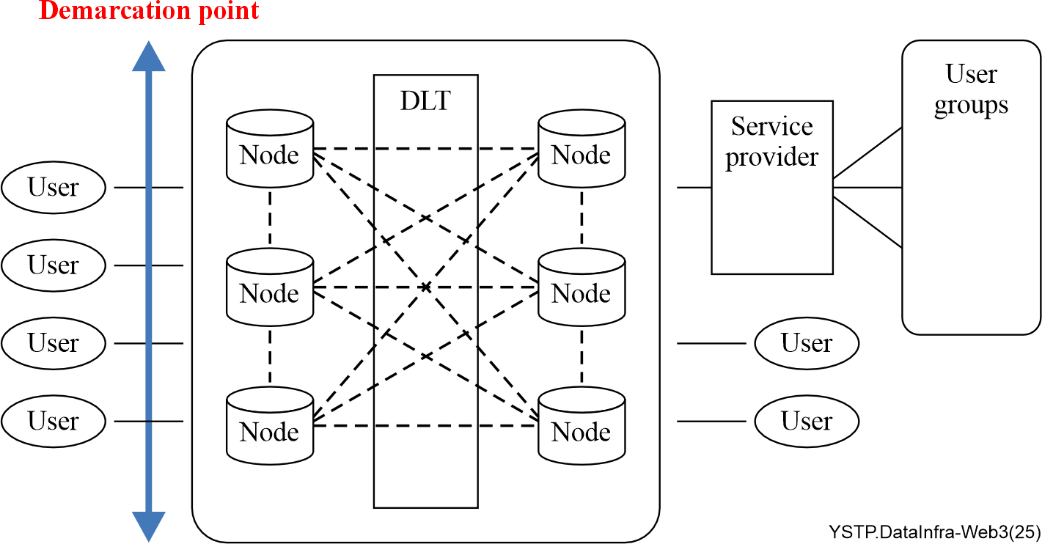 Demarcation point
User
groups
DLT
Service
provider
Node
Node
User
User
Node
Node
User
User
User
User
Node
Node
YSTP.DataInfra-Web3(25)